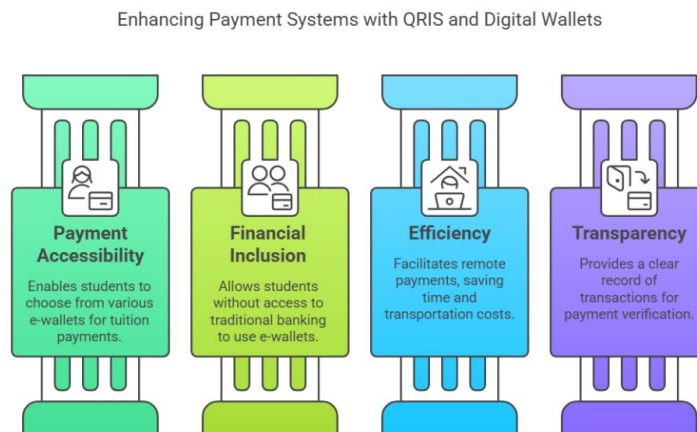 Enhancing Payment Systems with QRIS and Digital Wallets
Payment
Accessibility
Enables students to
choose from various
e-wallets for tuition
payments.
Financial
Inclusion
Allows students
without access to
traditional banking
to use e-wallets.
Efficiency
Facilitates remote
payments, saving
time and
transportation costs.
Transparency
Provides a clear
record of
transactions for
payment verification.